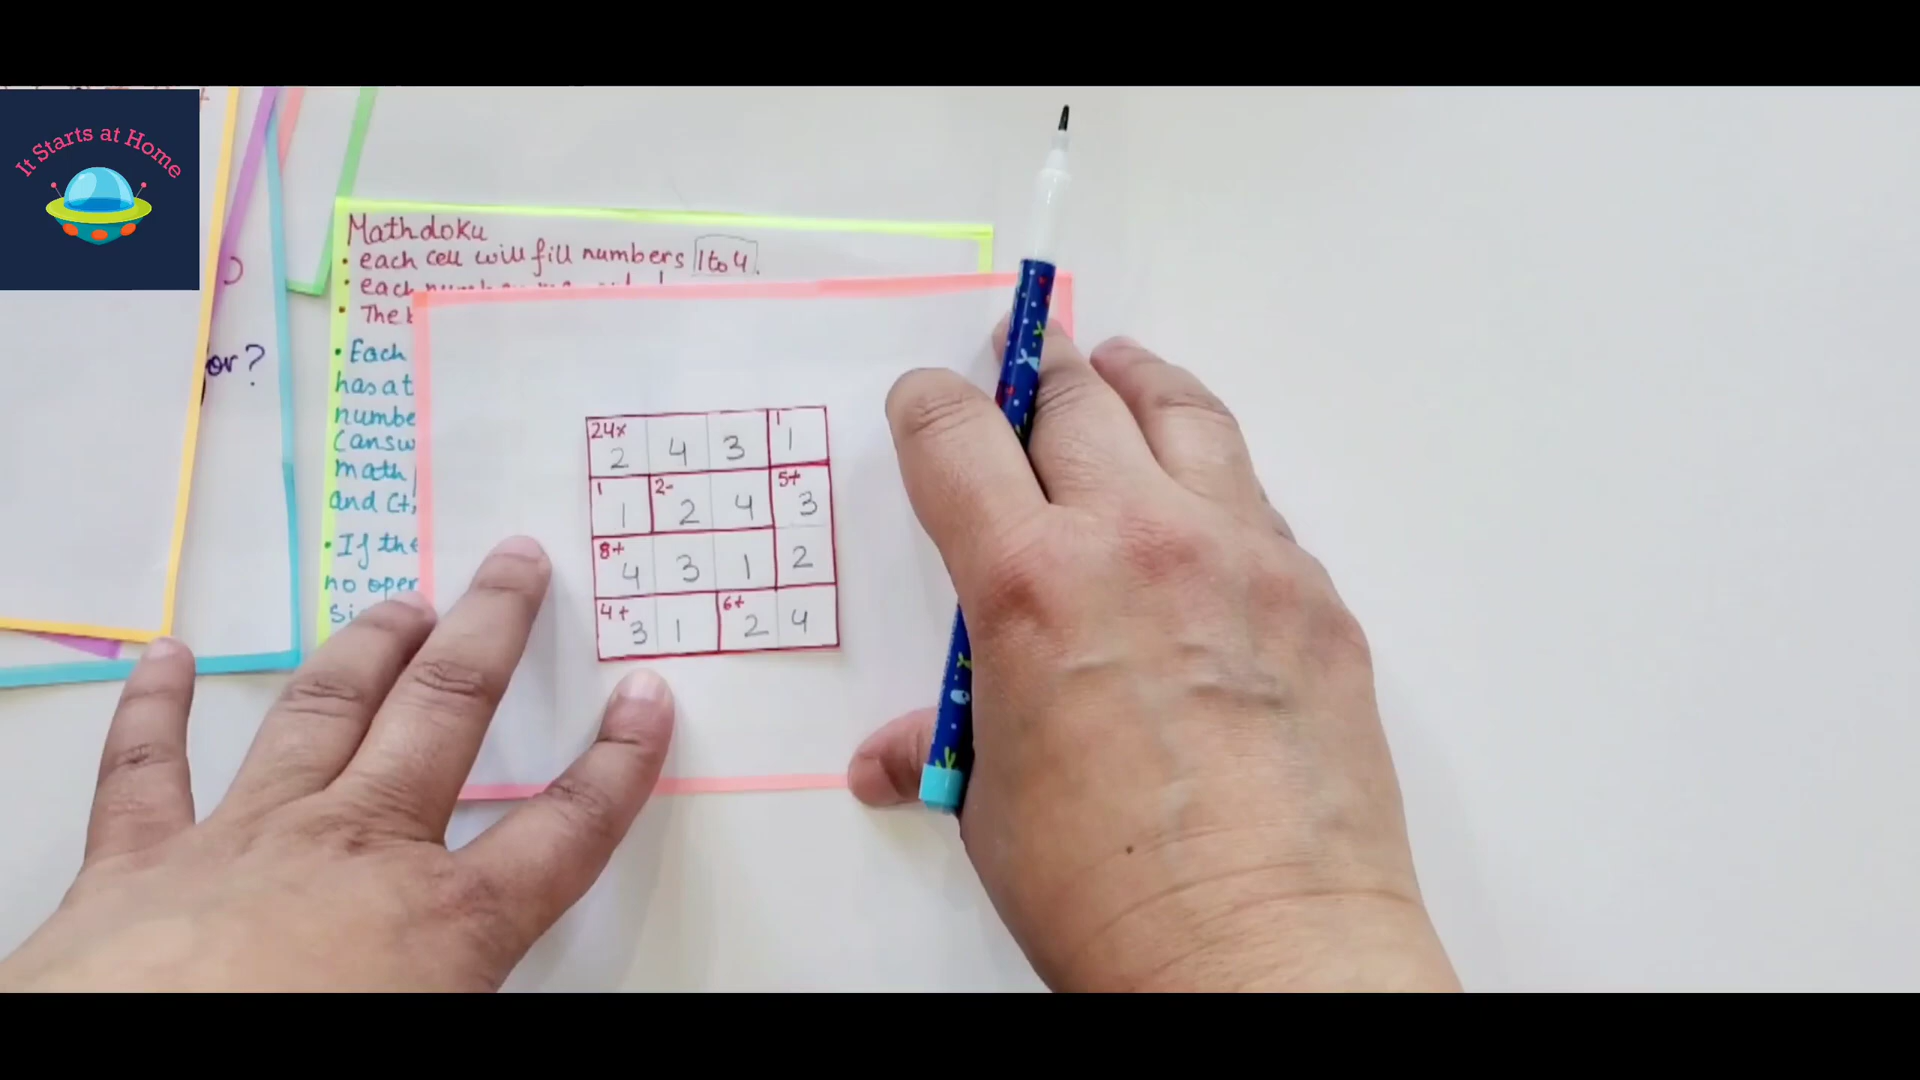 It Starts at Home
or?
Mathdoku
• each cell will fill numbers 1 to 4.
• each
• The
• Each
has at
numbe
(answ
math
and (+,
• If the
no oper
Si
24x 1
2 4 3 1
1 2- 5+
1 2 4 3
8+
4 3 1 2
4+ 6+
3 1 2 4